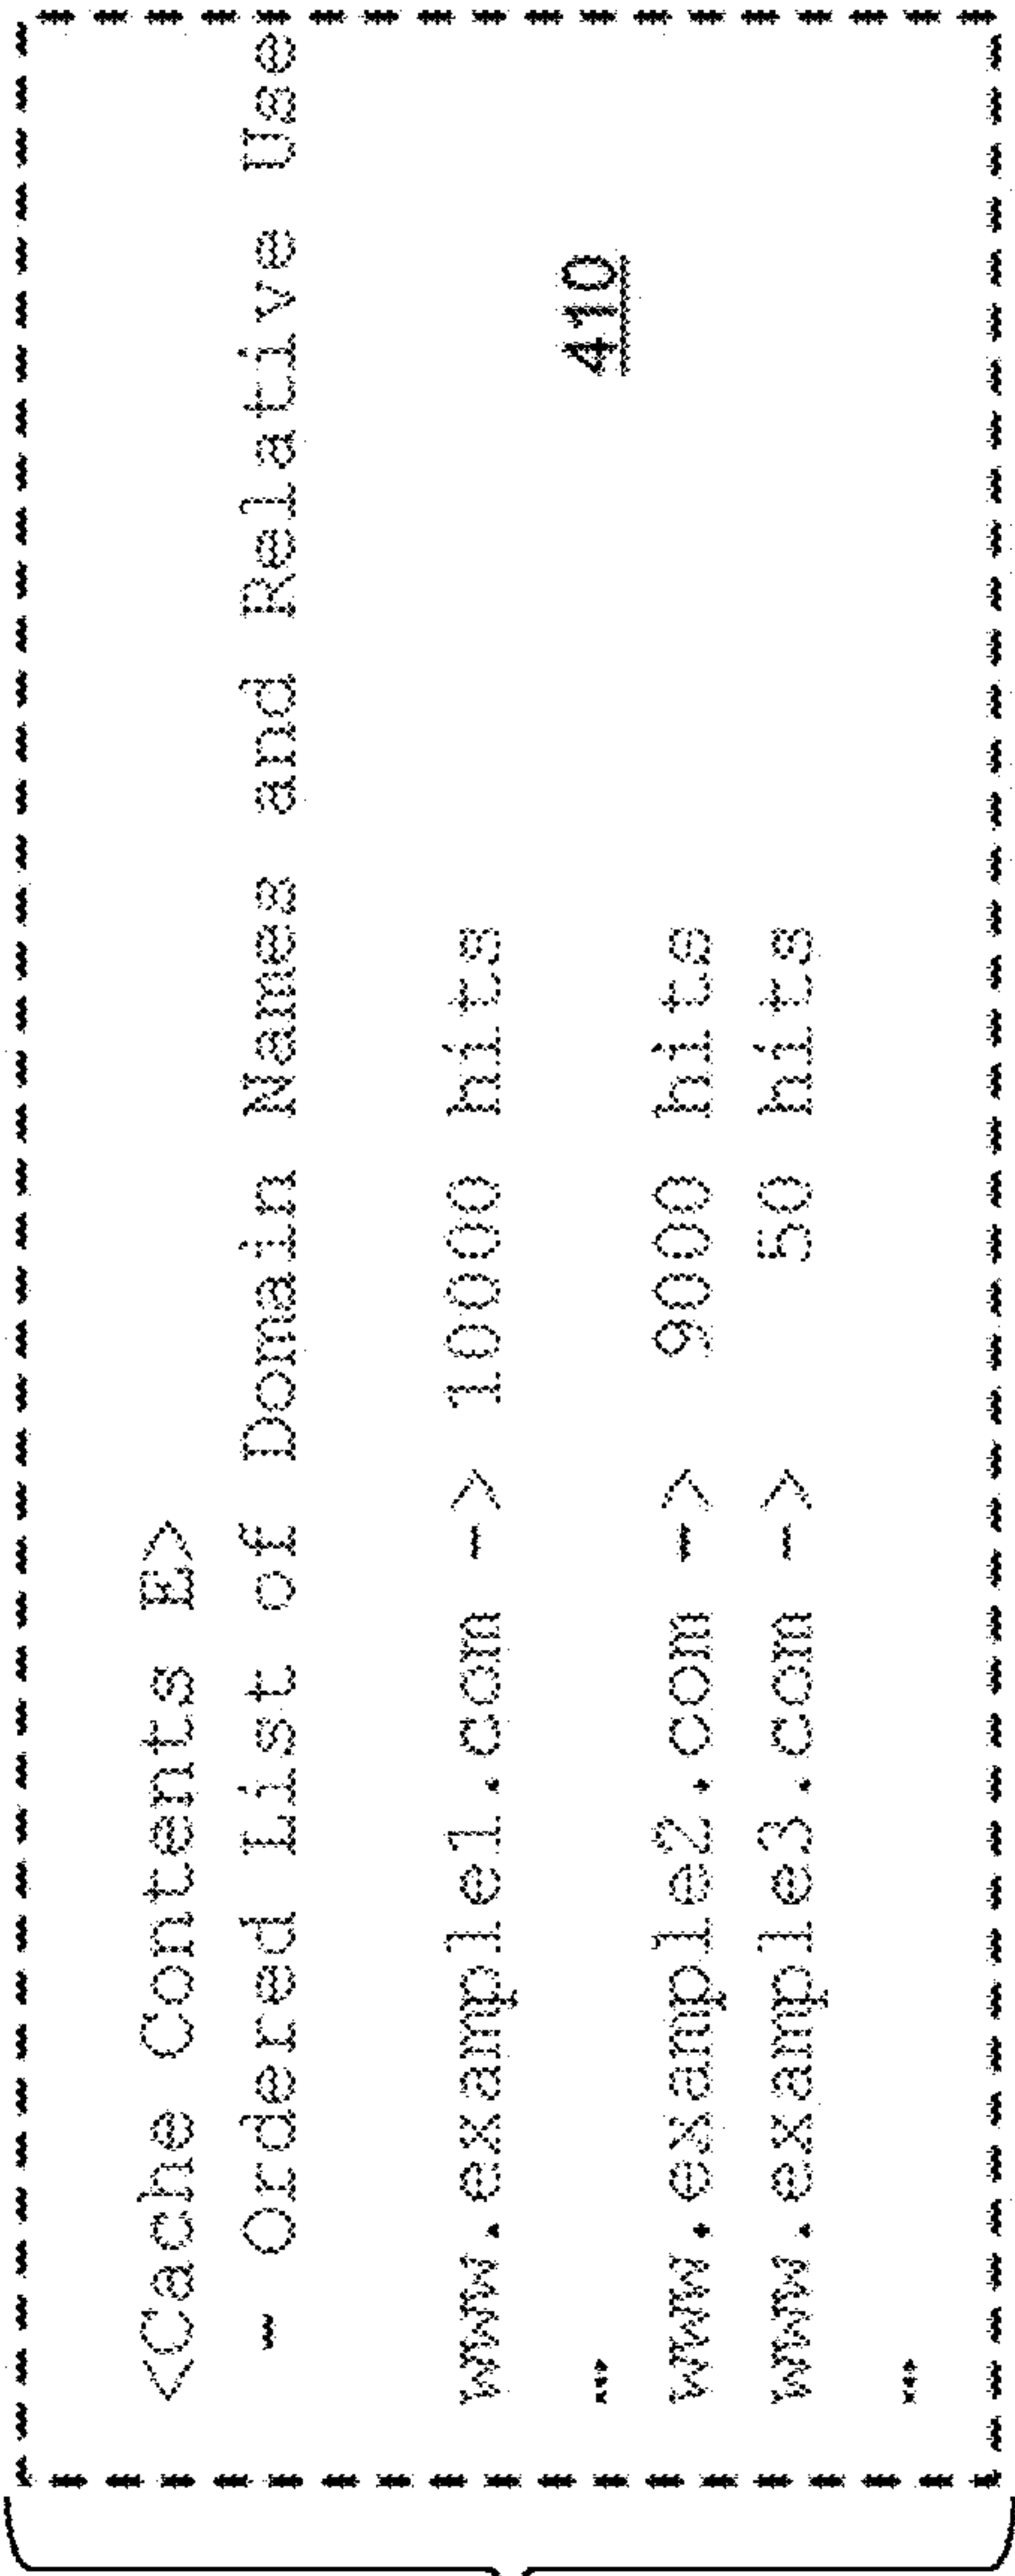 <Cache Contents E>
- Ordered List of Domain Names and Relative Use
www.example1.com -> 10000 hits
…
410
www.example2.com -> 9000 hits
www.example3.com -> 50 hits
…